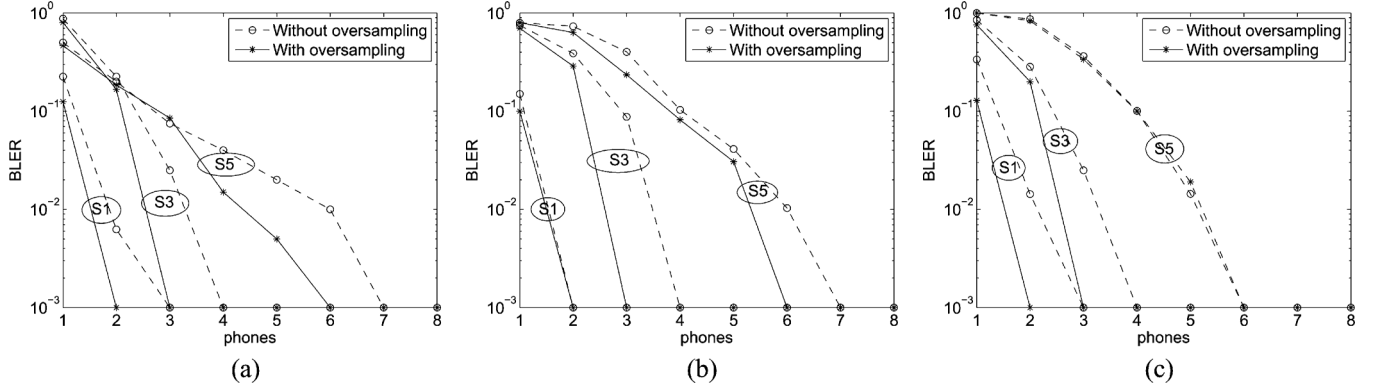 10^0
10^-1
10^-2
10^-3
BLER
1 2 3 4 5 6 7 8
phones
Without oversampling
With oversampling
S1
S3
S5
(a)
10^0
10^-1
10^-2
10^-3
BLER
1 2 3 4 5 6 7 8
phones
Without oversampling
With oversampling
S1
S3
S5
(b)
10^0
10^-1
10^-2
10^-3
BLER
1 2 3 4 5 6 7 8
phones
Without oversampling
With oversampling
S1
S3
S5
(c)